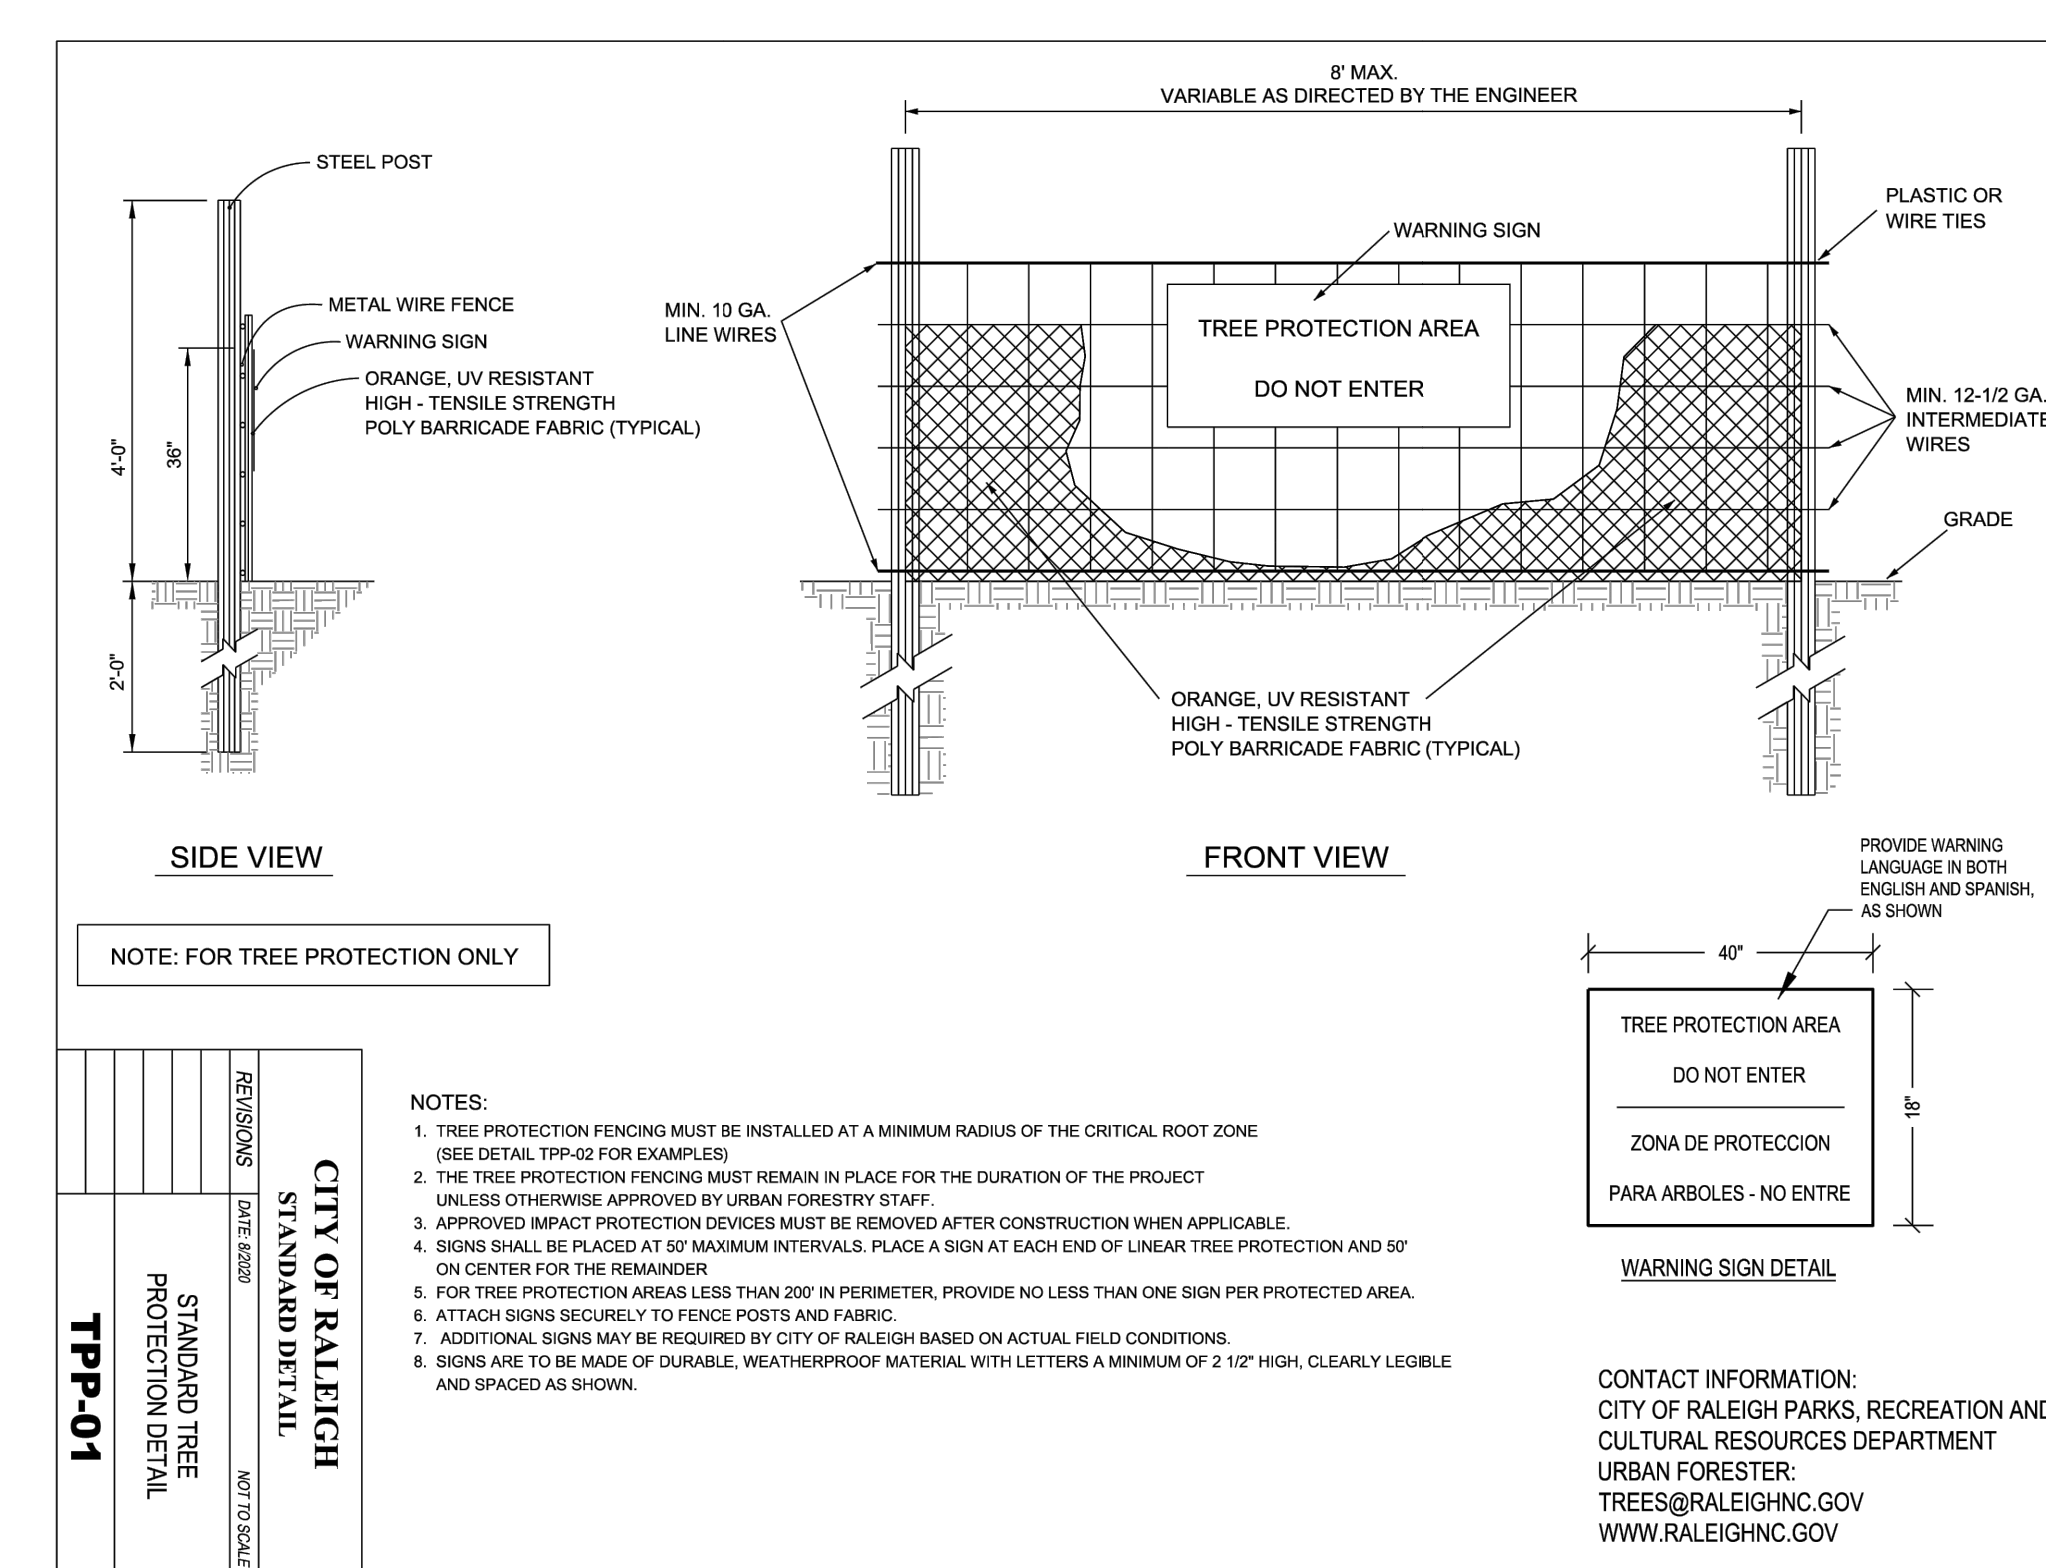 8' MAX.
VARIABLE AS DIRECTED BY THE ENGINEER
STEEL POST
METAL WIRE FENCE
WARNING SIGN
ORANGE, UV RESISTANT
HIGH - TENSILE STRENGTH
POLY BARRICADE FABRIC (TYPICAL)
4'-0"
36"
2'-0"
SIDE VIEW
MIN. 10 GA.
LINE WIRES
WARNING SIGN
TREE PROTECTION AREA
DO NOT ENTER
PLASTIC OR
WIRE TIES
MIN. 12-1/2 GA.
INTERMEDIATE
WIRES
GRADE
ORANGE, UV RESISTANT
HIGH - TENSILE STRENGTH
POLY BARRICADE FABRIC (TYPICAL)
FRONT VIEW
NOTE: FOR TREE PROTECTION ONLY
PROVIDE WARNING
LANGUAGE IN BOTH
ENGLISH AND SPANISH,
AS SHOWN
40"
18"
TREE PROTECTION AREA
DO NOT ENTER
ZONA DE PROTECCION
PARA ARBOLES - NO ENTRE
WARNING SIGN DETAIL
NOTES:
1. TREE PROTECTION FENCING MUST BE INSTALLED AT A MINIMUM RADIUS OF THE CRITICAL ROOT ZONE
(SEE DETAIL TPP-02 FOR EXAMPLES)
2. THE TREE PROTECTION FENCING MUST REMAIN IN PLACE FOR THE DURATION OF THE PROJECT
UNLESS OTHERWISE APPROVED BY URBAN FORESTRY STAFF.
3. APPROVED IMPACT PROTECTION DEVICES MUST BE REMOVED AFTER CONSTRUCTION WHEN APPLICABLE.
4. SIGNS SHALL BE PLACED AT 50' MAXIMUM INTERVALS. PLACE A SIGN AT EACH END OF LINEAR TREE PROTECTION AND 50'
ON CENTER FOR THE REMAINDER
5. FOR TREE PROTECTION AREAS LESS THAN 200' IN PERIMETER, PROVIDE NO LESS THAN ONE SIGN PER PROTECTED AREA.
6. ATTACH SIGNS SECURELY TO FENCE POSTS AND FABRIC.
7. ADDITIONAL SIGNS MAY BE REQUIRED BY CITY OF RALEIGH BASED ON ACTUAL FIELD CONDITIONS.
8. SIGNS ARE TO BE MADE OF DURABLE, WEATHERPROOF MATERIAL WITH LETTERS A MINIMUM OF 2 1/2" HIGH, CLEARLY LEGIBLE
AND SPACED AS SHOWN.
CITY OF RALEIGH
STANDARD DETAIL
REVISIONS
DATE: 8/2020
NOT TO SCALE
STANDARD TREE
PROTECTION DETAIL
TPP-01
CONTACT INFORMATION:
CITY OF RALEIGH PARKS, RECREATION AND
CULTURAL RESOURCES DEPARTMENT
URBAN FORESTER:
TREES@RALEIGHNC.GOV
WWW.RALEIGHNC.GOV